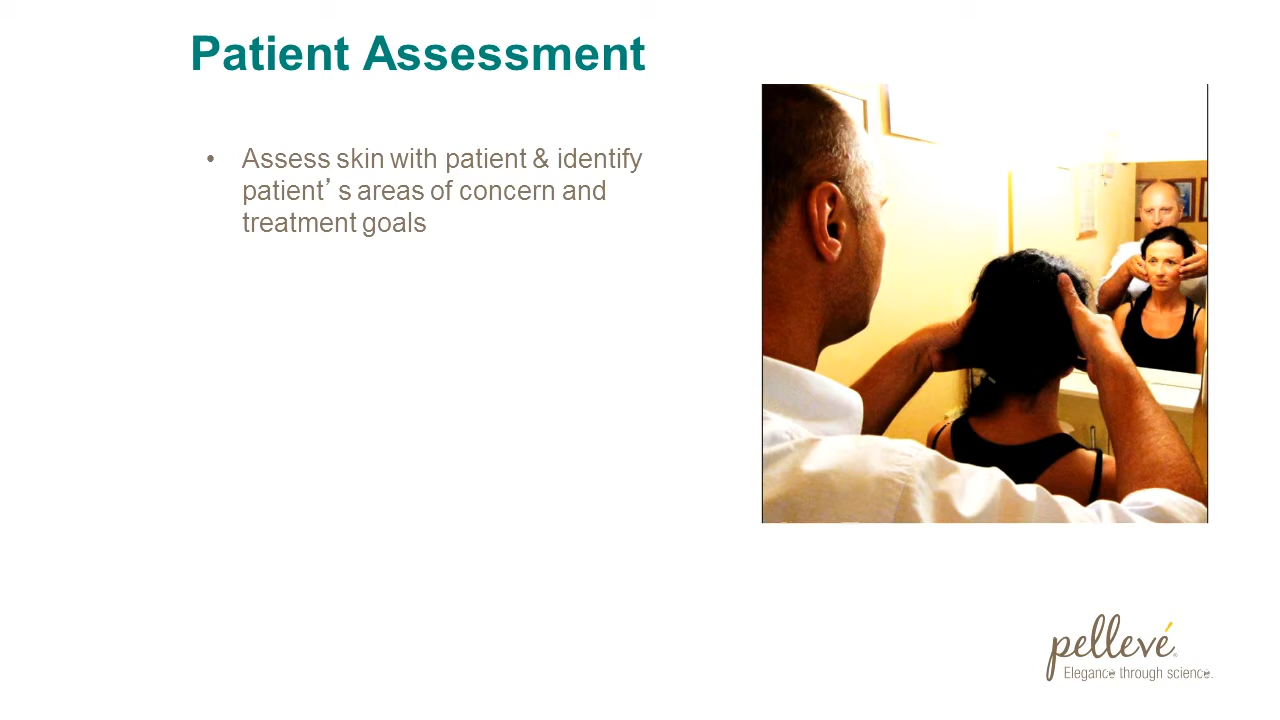 Patient Assessment
• Assess skin with patient & identify
patient’s areas of concern and
treatment goals
pellevé®
Elegance through science.